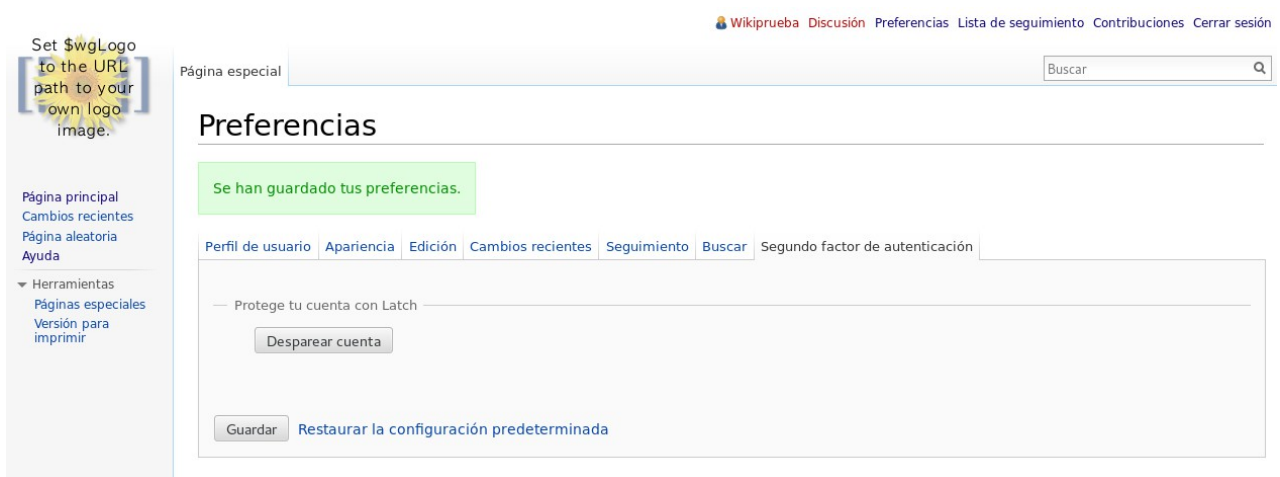 Wikiprueba Discusión Preferencias Lista de seguimiento Contribuciones Cerrar sesión
Set $wgLogo
to the URL
path to your
own logo
image.
Página especial
Buscar
Preferencias
Se han guardado tus preferencias.
Página principal
Cambios recientes
Página aleatoria
Ayuda
Herramientas
Páginas especiales
Versión para
imprimir
Perfil de usuario Apariencia Edición Cambios recientes Seguimiento Buscar Segundo factor de autenticación
Protege tu cuenta con Latch
Desparear cuenta
Guardar Restaurar la configuración predeterminada